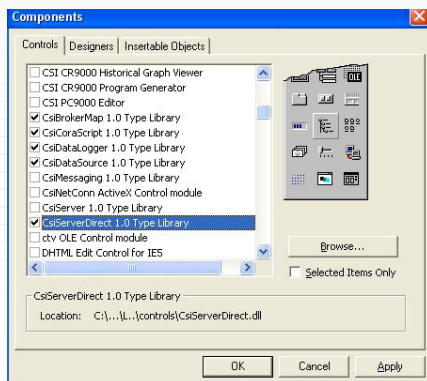 Components
Controls
Designers
Insertable Objects
CSI CR9000 Historical Graph Viewer
CSI CR9000 Program Generator
CSI PC9000 Editor
CsiBrokerMap 1.0 Type Library
CsiCoraScript 1.0 Type Library
CsiDataLogger 1.0 Type Library
CsiDataSource 1.0 Type Library
CsiMessaging 1.0 Type Library
CsiNetConn ActiveX Control module
CsiServer 1.0 Type Library
CsiServerDirect 1.0 Type Library
ctv OLE Control module
DHTML Edit Control for IE5
OLE
Browse...
Selected Items Only
CsiServerDirect 1.0 Type Library
Location: C:\...\L..\controls\CsiServerDirect.dll
OK
Cancel
Apply